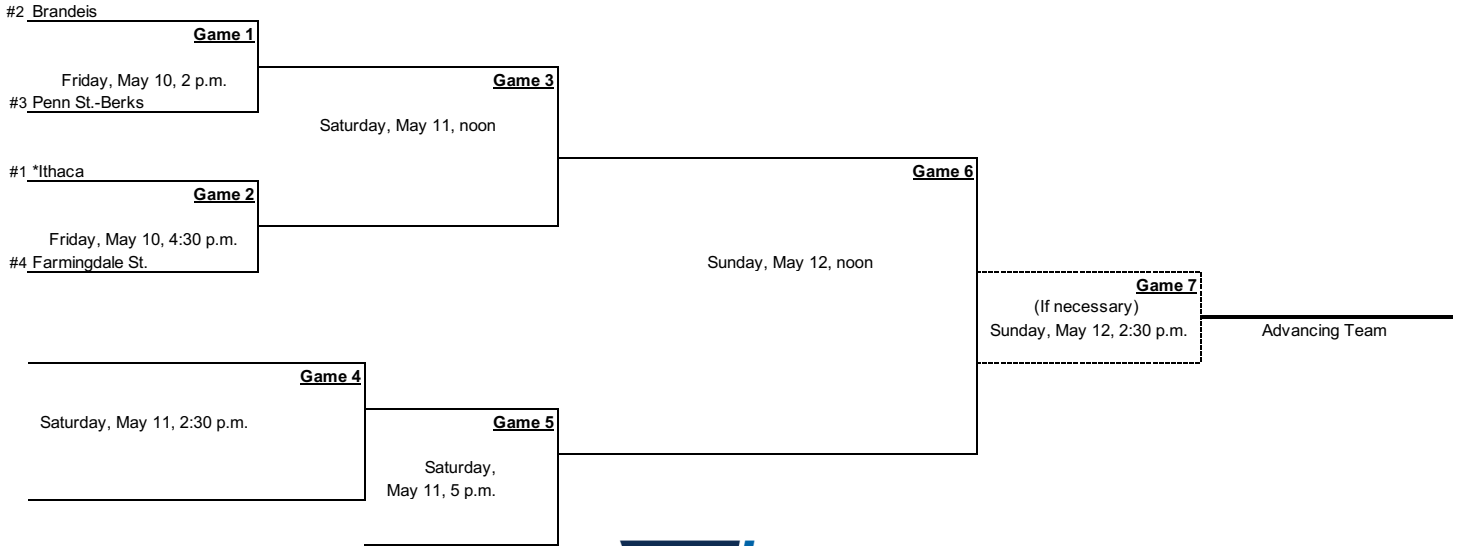 #2 Brandeis
Game 1
Friday, May 10, 2 p.m.
#3 Penn St.-Berks
Game 3
Saturday, May 11, noon
#1 *Ithaca
Game 2
Friday, May 10, 4:30 p.m.
#4 Farmingdale St.
Game 6
Sunday, May 12, noon
Game 7
(If necessary)
Sunday, May 12, 2:30 p.m.
Advancing Team
Game 4
Saturday, May 11, 2:30 p.m.
Game 5
Saturday,
May 11, 5 p.m.